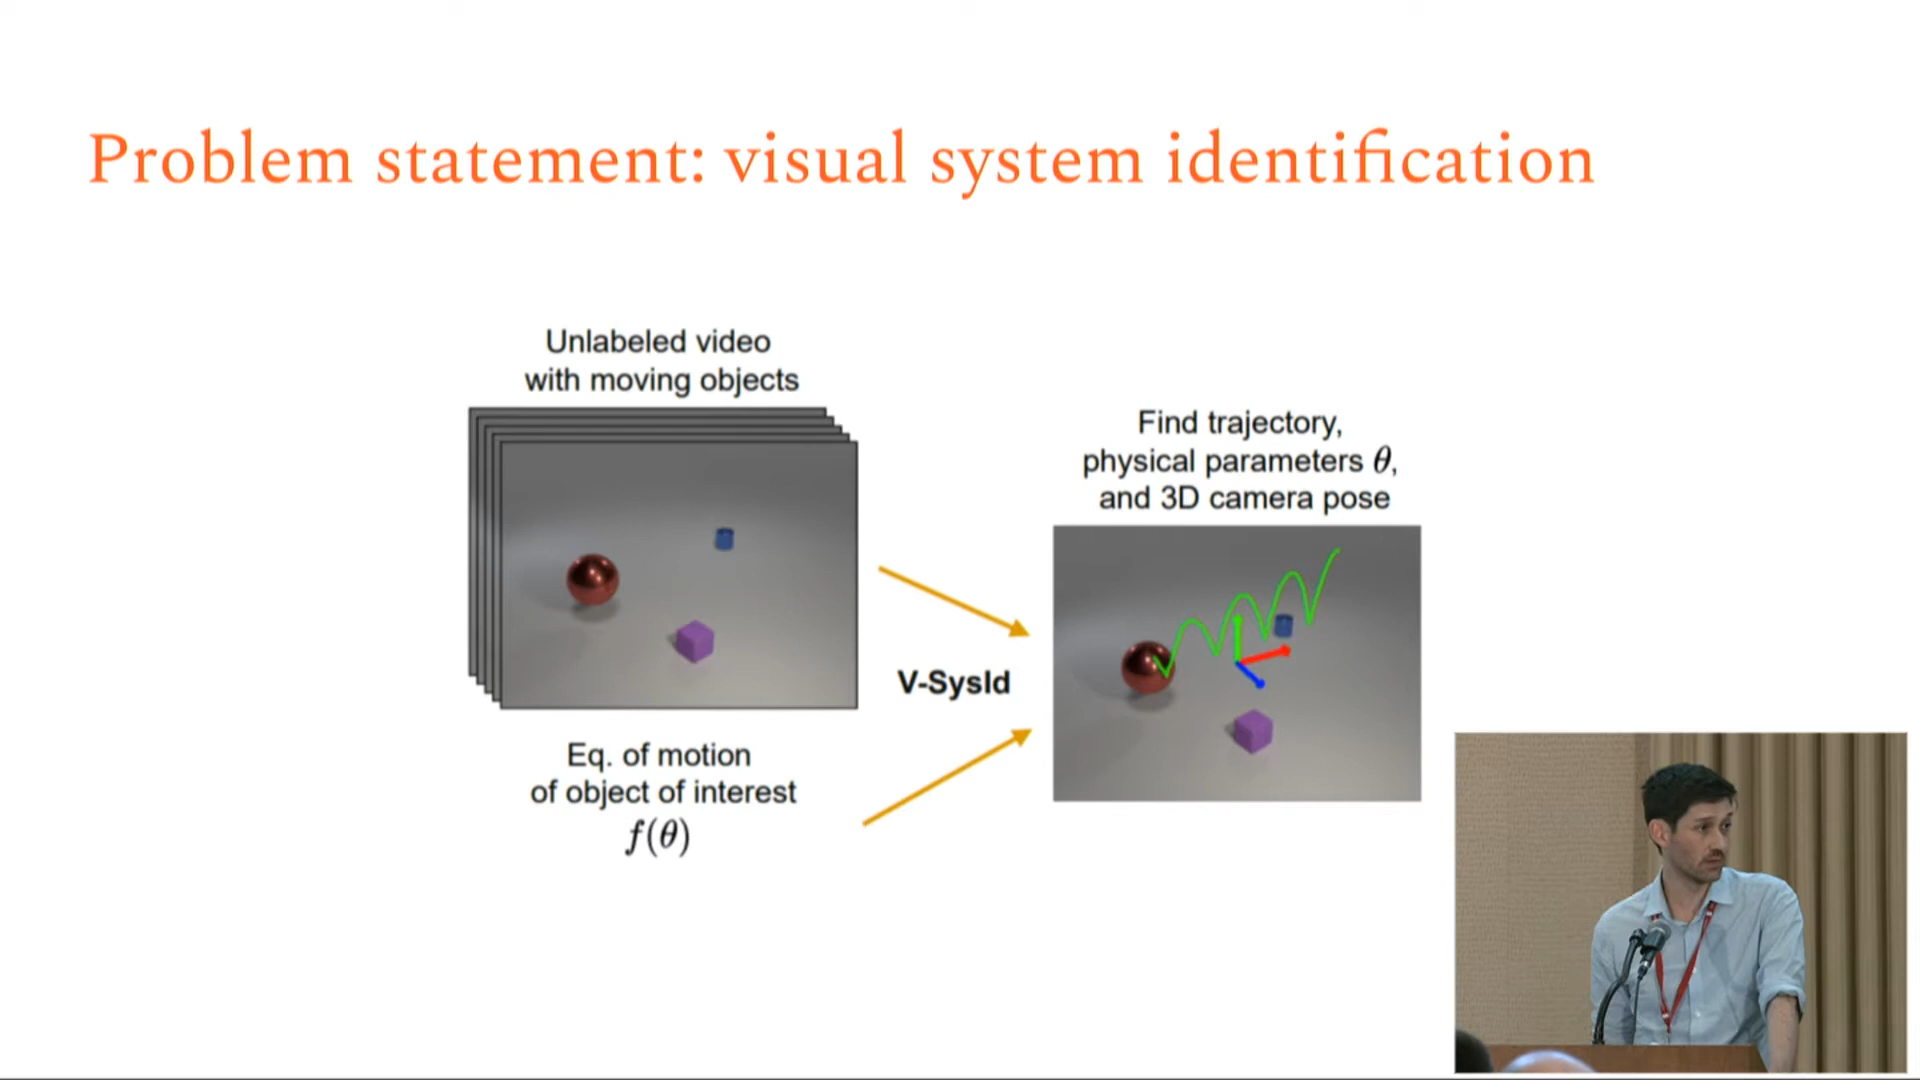 Problem statement: visual system identification
Unlabeled video
with moving objects
Eq. of motion
of object of interest
f(θ)
V-SysId
Find trajectory,
physical parameters θ,
and 3D camera pose